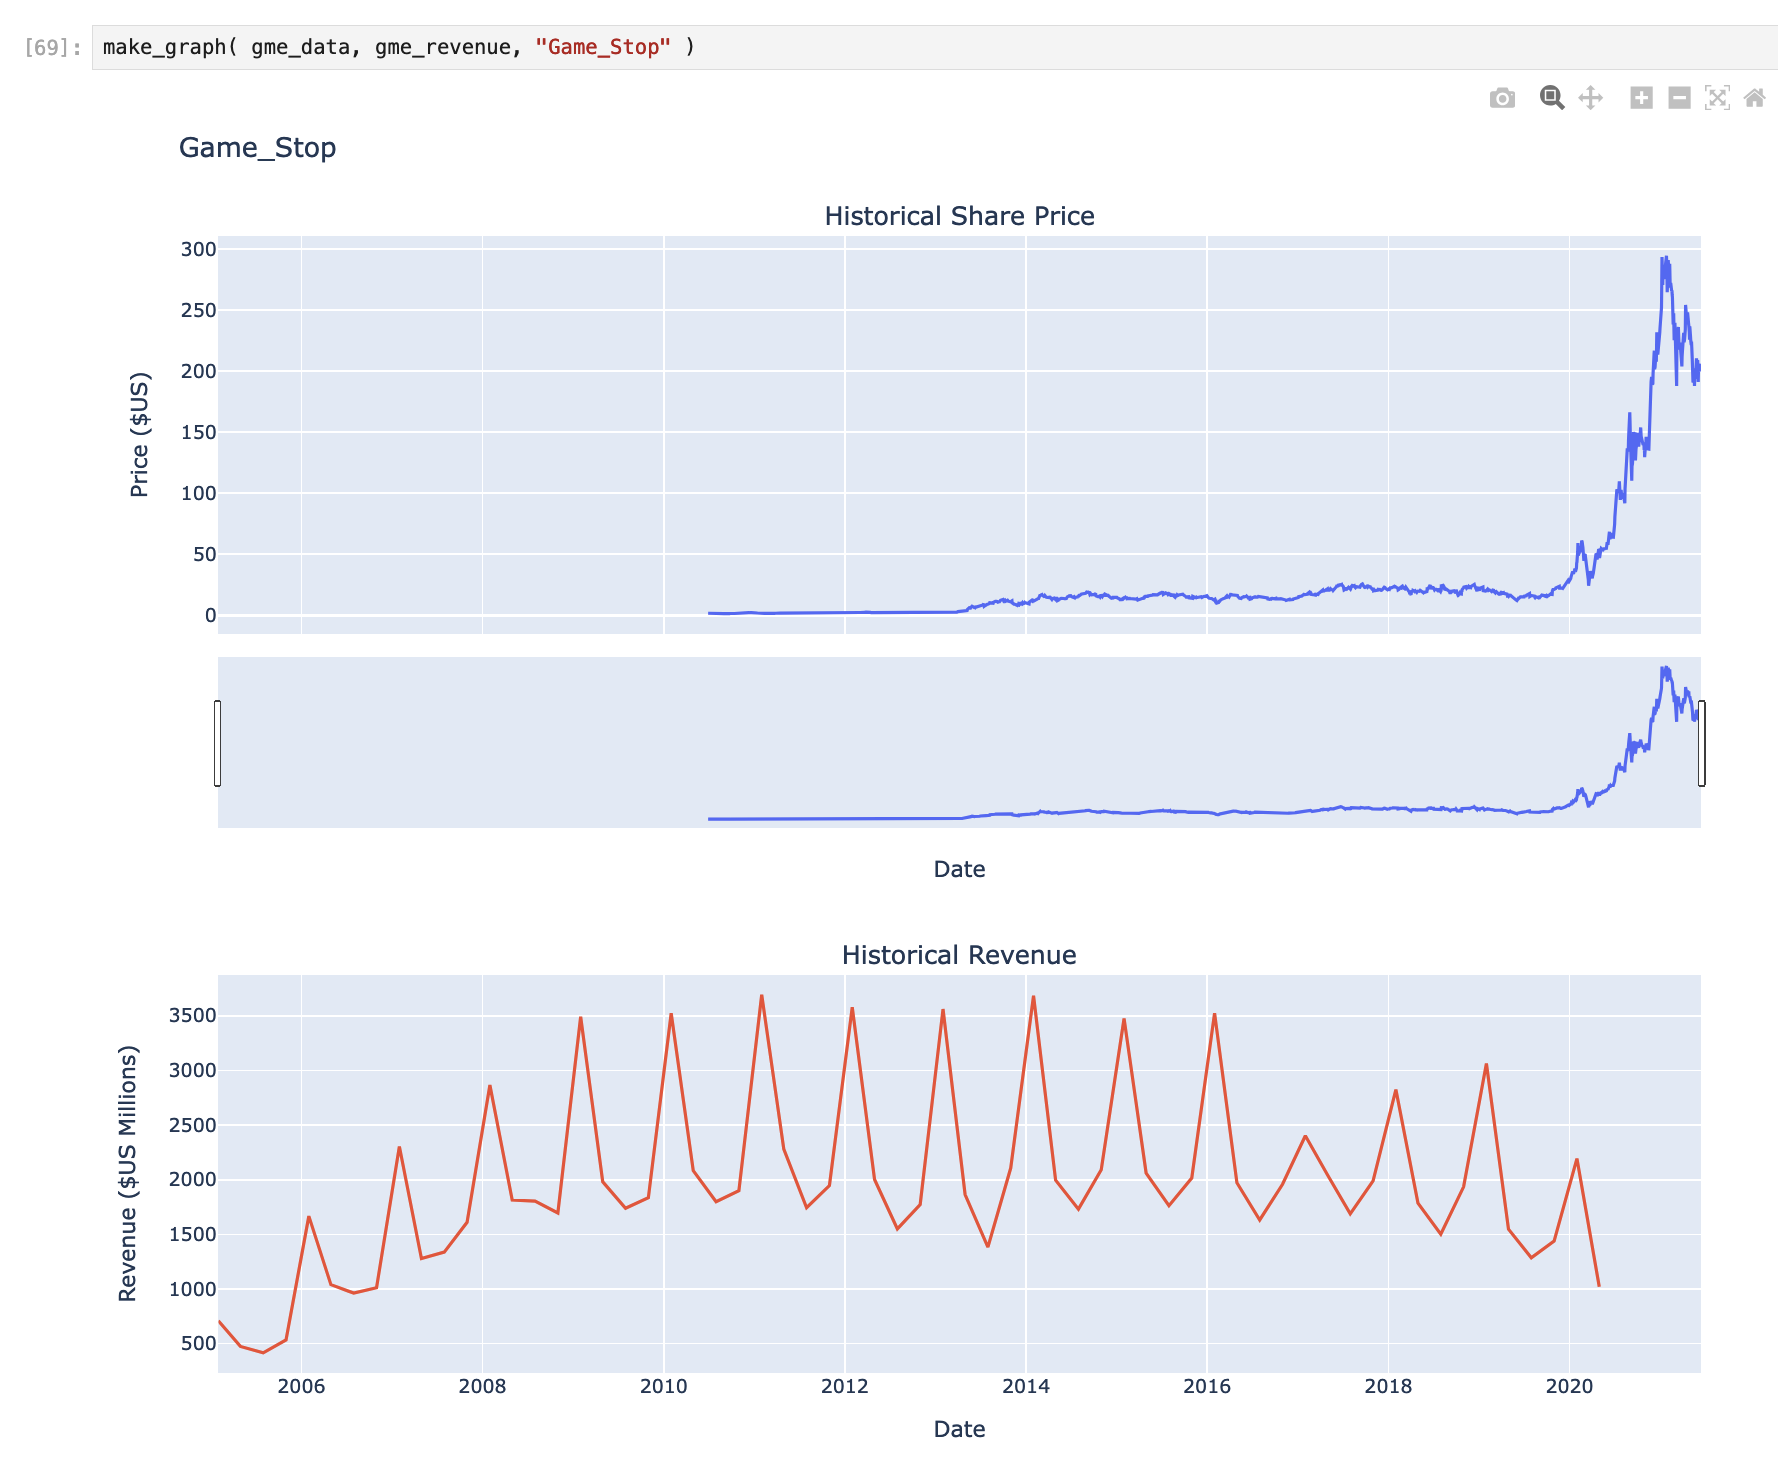 [69]: make_graph( gme_data, gme_revenue, "Game_Stop" )
Game_Stop
Historical Share Price
300
250
200
150
100
50
0
Price ($US)
Date
Historical Revenue
3500
3000
2500
2000
1500
1000
500
Revenue ($US Millions)
2006 2008 2010 2012 2014 2016 2018 2020
Date